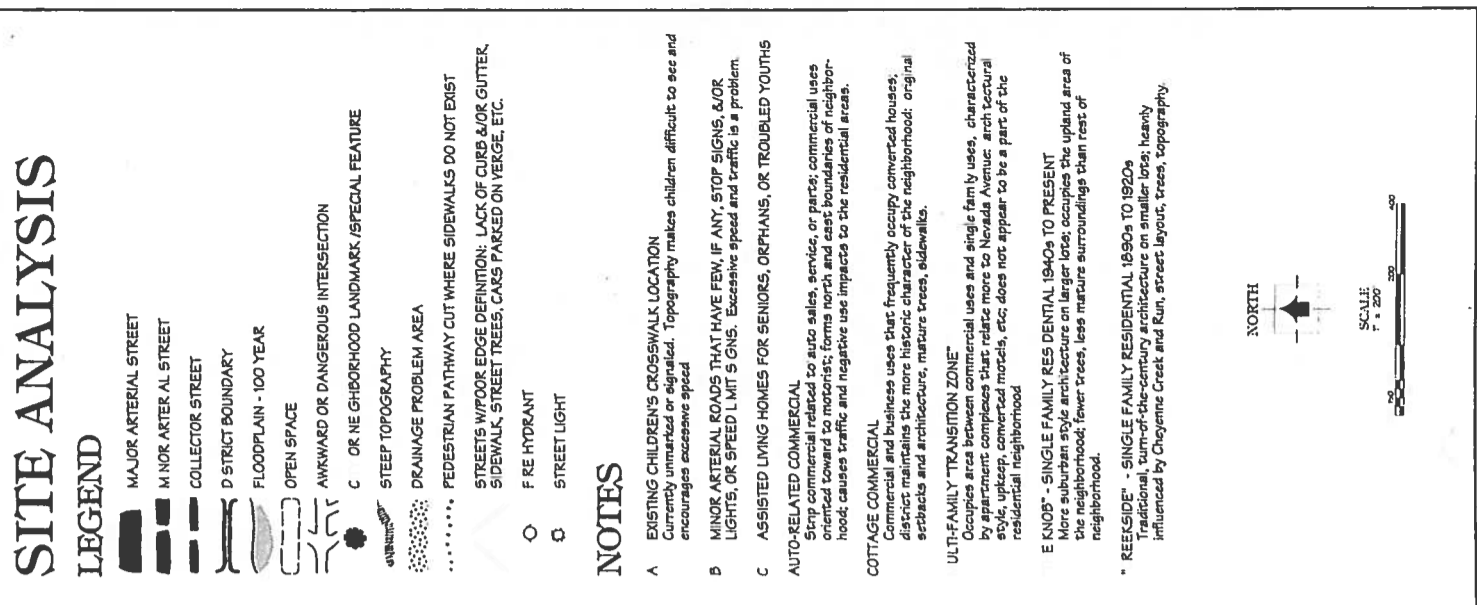 SITE ANALYSIS
LEGEND
MAJOR ARTERIAL STREET
M NOR ARTER AL STREET
COLLECTOR STREET
D STRICT BOUNDARY
FLOODPLAIN - 100 YEAR
OPEN SPACE
AWKWARD OR DANGEROUS INTERSECTION
C OR NE GHBORHOOD LANDMARK /SPECIAL FEATURE
STEEP TOPOGRAPHY
DRAINAGE PROBLEM AREA
PEDESTRIAN PATHWAY CUT WHERE SIDEWALKS DO NOT EXIST
STREETS W/POOR EDGE DEFINITION: LACK OF CURB &/OR GUTTER,
SIDEWALK, STREET TREES, CARS PARKED ON VERGE, ETC.
F RE HYDRANT
STREET LIGHT
NOTES
A EXISTING CHILDREN'S CROSSWALK LOCATION
Currently unmarked or signaled. Topography makes children difficult to see and
encourages excessive speed
B MINOR ARTERIAL ROADS THAT HAVE FEW, IF ANY, STOP SIGNS, &/OR
LIGHTS, OR SPEED L MIT S GNS. Excessive speed and traffic is a problem.
C ASSISTED LIVING HOMES FOR SENIORS, ORPHANS, OR TROUBLED YOUTHS
AUTO-RELATED COMMERCIAL
Strip commercial related to auto sales, service, or parts; commercial uses
oriented toward to motorist; forms north and east boundaries of neighbor-
hood; causes traffic and negative use impacts to the residential areas.
COTTAGE COMMERCIAL
Commercial and business uses that frequently occupy converted houses;
district maintains the more historic character of the neighborhood: original
setbacks and architecture, mature trees, sidewalks.
ULTI-FAMILY "TRANSITION ZONE"
Occupies area between commercial uses and single fam ly uses, characterized
by apartment complexes that relate more to Nevada Avenue: arch tectural
style, upkeep, converted motels, etc; does not appear to be a part of the
residential neighborhood
E KNOB" - SINGLE FAMILY RES DENTIAL 1940s TO PRESENT
More suburban style architecture on larger lots; occupies the upland area of
the neighborhood; fewer trees, less mature surroundings than rest of
neighborhood.
" REEKSIDE" - SINGLE FAMILY RESIDENTIAL 1890s TO 1920s
Traditional, turn-of-the-century architecture on smaller lots; heavily
influenced by Cheyenne Creek and Run, street layout, trees, topography.
NORTH
SCALE
1" = 200'
50 200 400